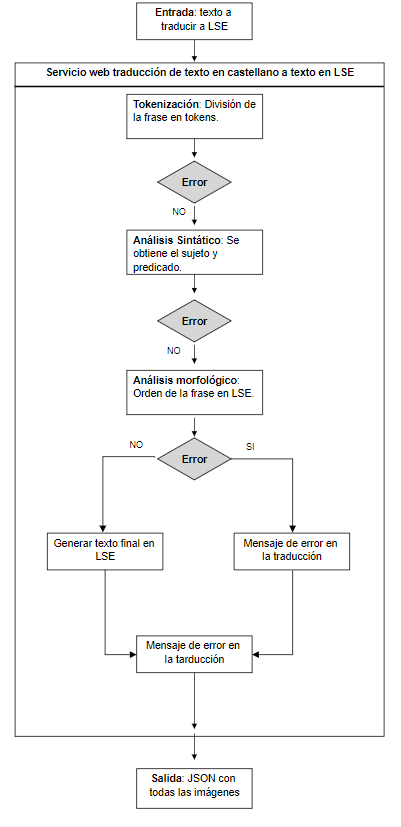 Entrada: texto a
traducir a LSE
Servicio web traducción de texto en castellano a texto en LSE
Tokenización: División de
la frase en tokens.
Error
NO
Análisis Sintático: Se
obtiene el sujeto y
predicado.
Error
NO
Análisis morfológico:
Orden de la frase en LSE.
NO
Error
SI
Generar texto final en
LSE
Mensaje de error en
la traducción
Mensaje de error en
la tarducción
Salida: JSON con
todas las imágenes